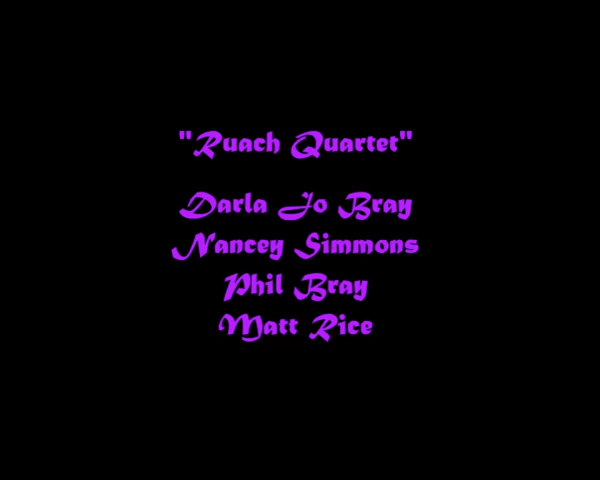 "Ruach Quartet"
Darla Jo Bray
Nancey Simmons
Phil Bray
Matt Rice